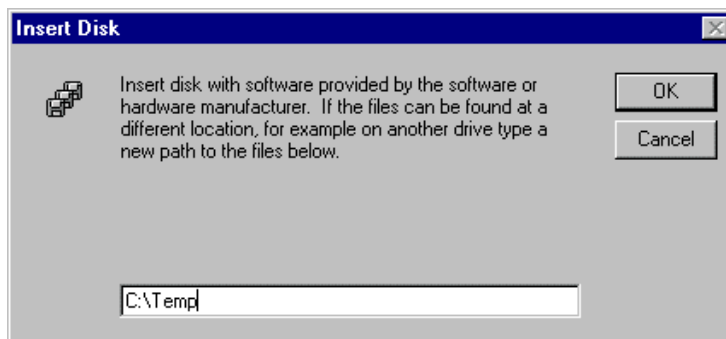 Insert Disk
Insert disk with software provided by the software or
hardware manufacturer. If the files can be found at a
different location, for example on another drive type a
new path to the files below.
OK
Cancel
C:\Temp